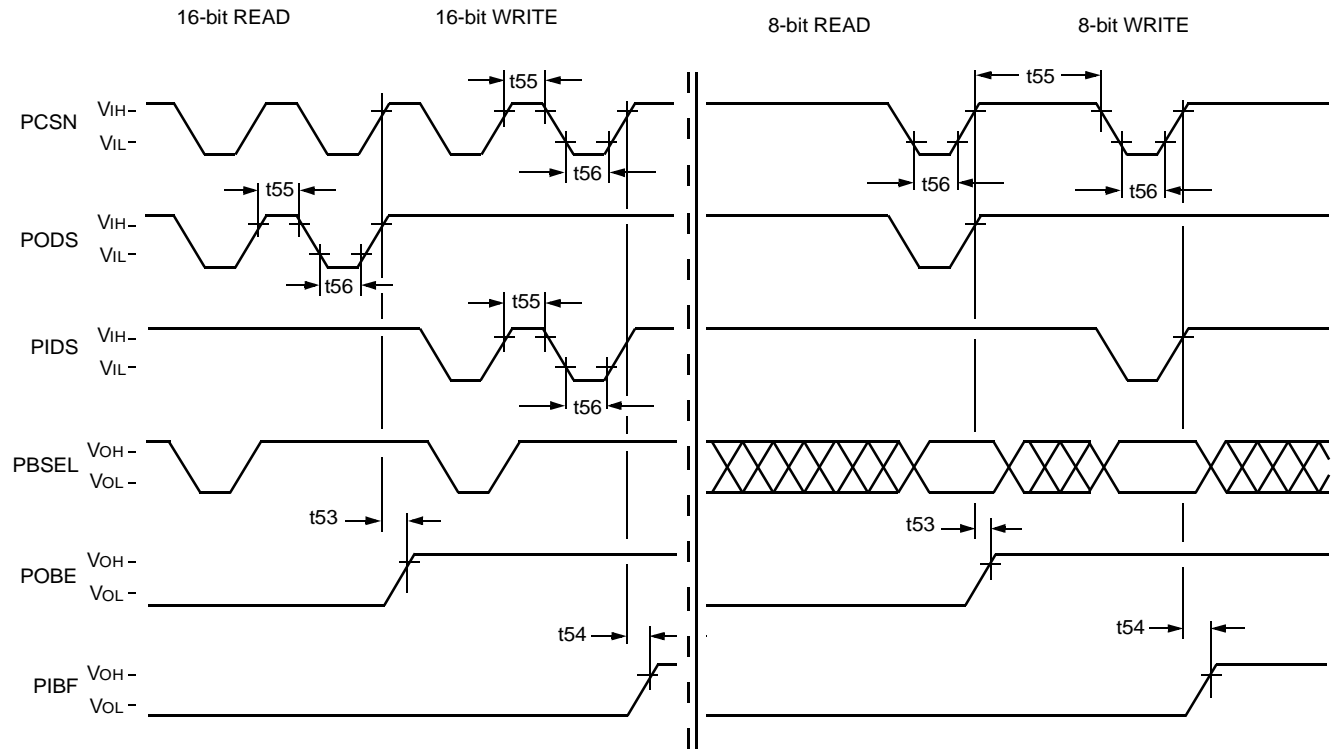 16-bit READ
16-bit WRITE
8-bit READ
8-bit WRITE
PCSN
VIH–
VIL–
t55
t56
t55
t56
t56
PODS
VIH–
VIL–
t55
t56
PIDS
VIH–
VIL–
t55
t56
PBSEL
VOH–
VOL–
t53
t53
POBE
VOH–
VOL–
t54
t54
PIBF
VOH–
VOL–